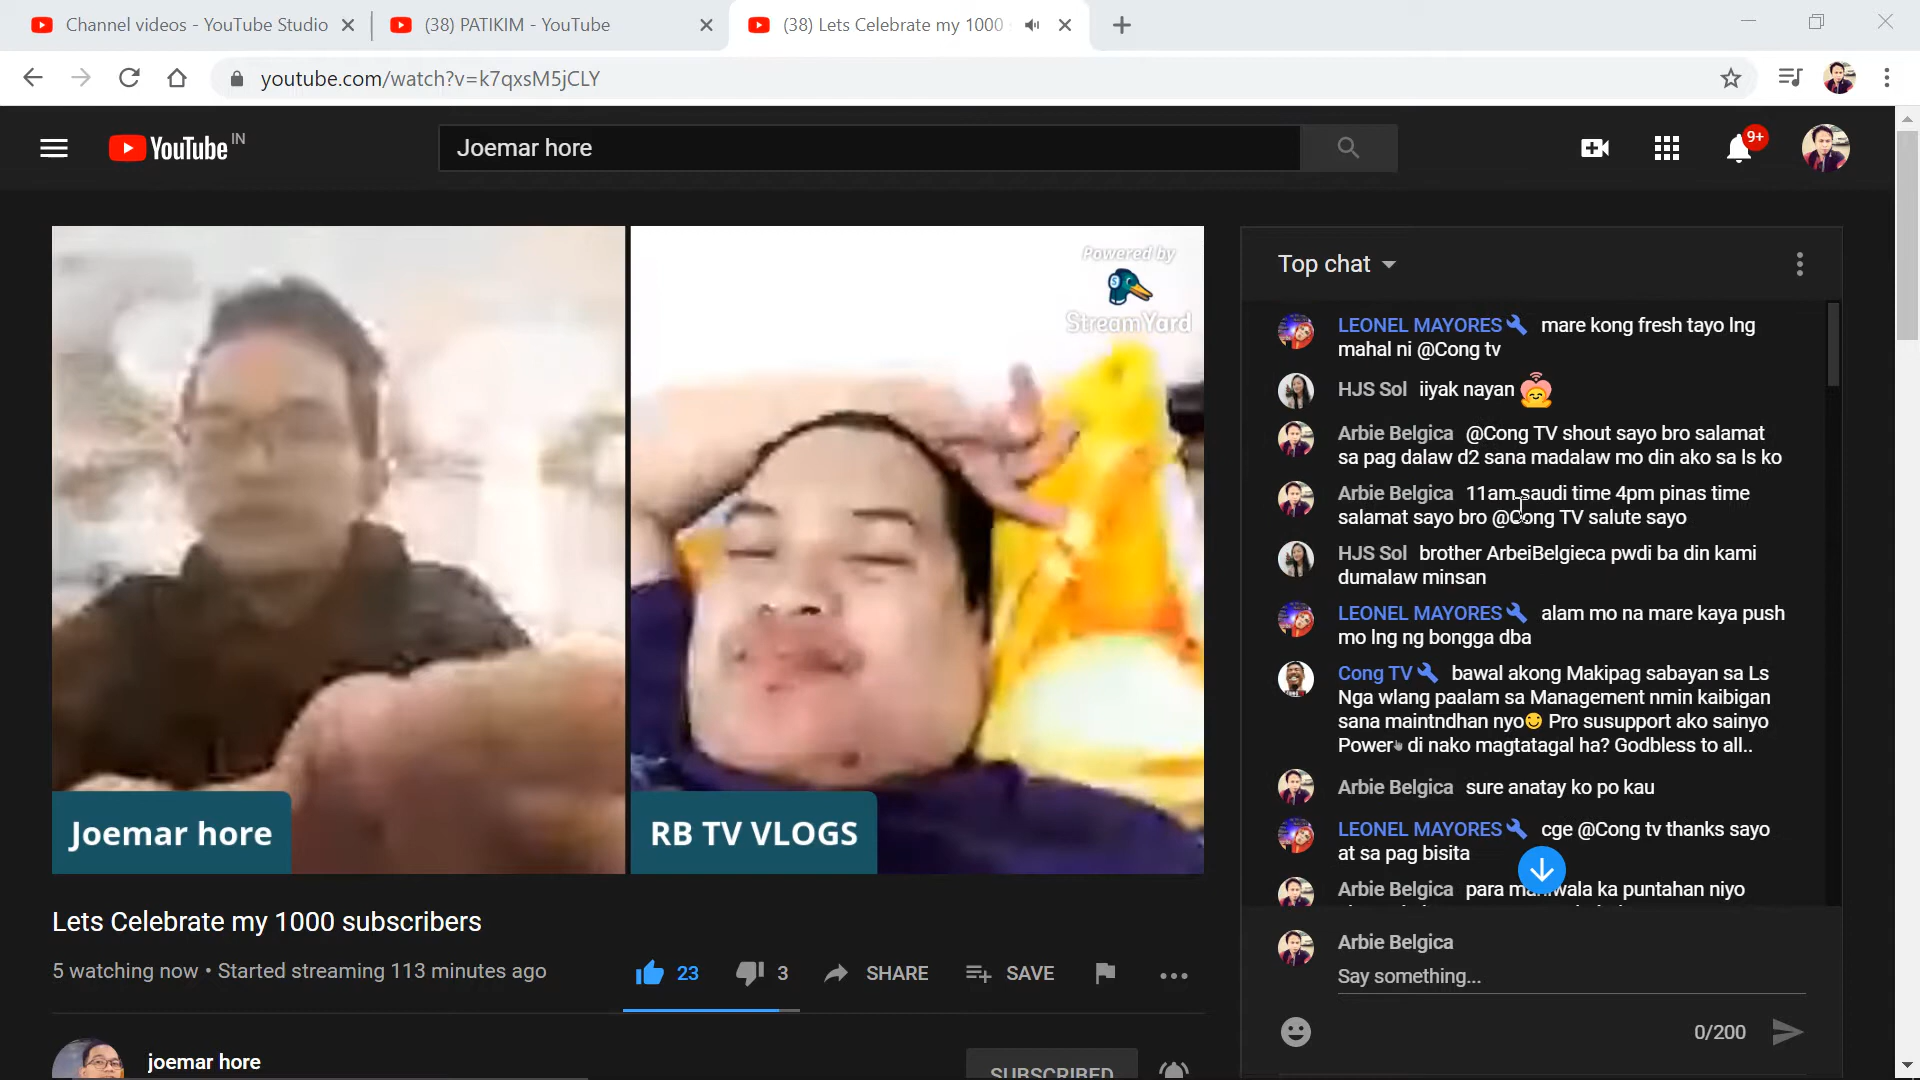 Channel videos - YouTube Studio
(38) PATIKIM - YouTube
(38) Lets Celebrate my 1000
youtube.com/watch?v=k7qxsM5jCLY
YouTube IN
Joemar hore
9+
Powered by
StreamYard
Joemar hore
RB TV VLOGS
Lets Celebrate my 1000 subscribers
5 watching now • Started streaming 113 minutes ago
23
3
SHARE
SAVE
joemar hore
SUBSCRIBED
Top chat
LEONEL MAYORES mare kong fresh tayo lng
mahal ni @Cong tv
HJS Sol iiyak nayan
Arbie Belgica @Cong TV shout sayo bro salamat
sa pag dalaw d2 sana madalaw mo din ako sa ls ko
Arbie Belgica 11am saudi time 4pm pinas time
salamat sayo bro @Cong TV salute sayo
HJS Sol brother ArbeiBelgieca pwdi ba din kami
dumalaw minsan
LEONEL MAYORES alam mo na mare kaya push
mo lng ng bongga dba
Cong TV bawal akong Makipag sabayan sa Ls
Nga wlang paalam sa Management nmin kaibigan
sana maintndhan nyo Pro susupport ako sainyo
Power di nako magtatagal ha? Godbless to all..
Arbie Belgica sure anatay ko po kau
LEONEL MAYORES cge @Cong tv thanks sayo
at sa pag bisita
Arbie Belgica para ka puntahan niyo
Arbie Belgica
Say something...
0/200